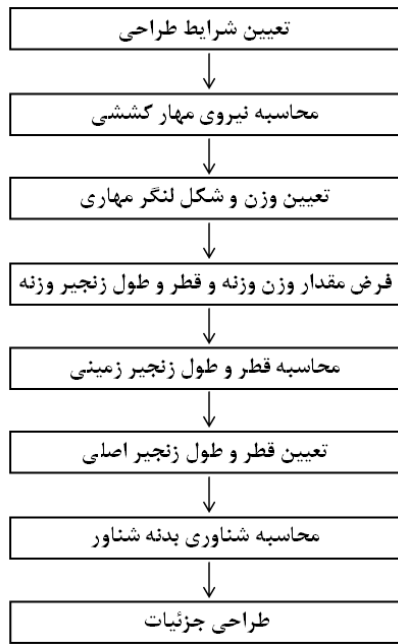 تعیین شرایط طراحی
محاسبه نیروی مهار کششی
تعیین وزن و شکل لنگر مهاری
فرض مقدار وزن وزنه و قطر و طول زنجیر وزنه
محاسبه قطر و طول زنجیر زمینی
تعیین قطر و طول زنجیر اصلی
محاسبه شناوری بدنه شناور
طراحی جزئیات